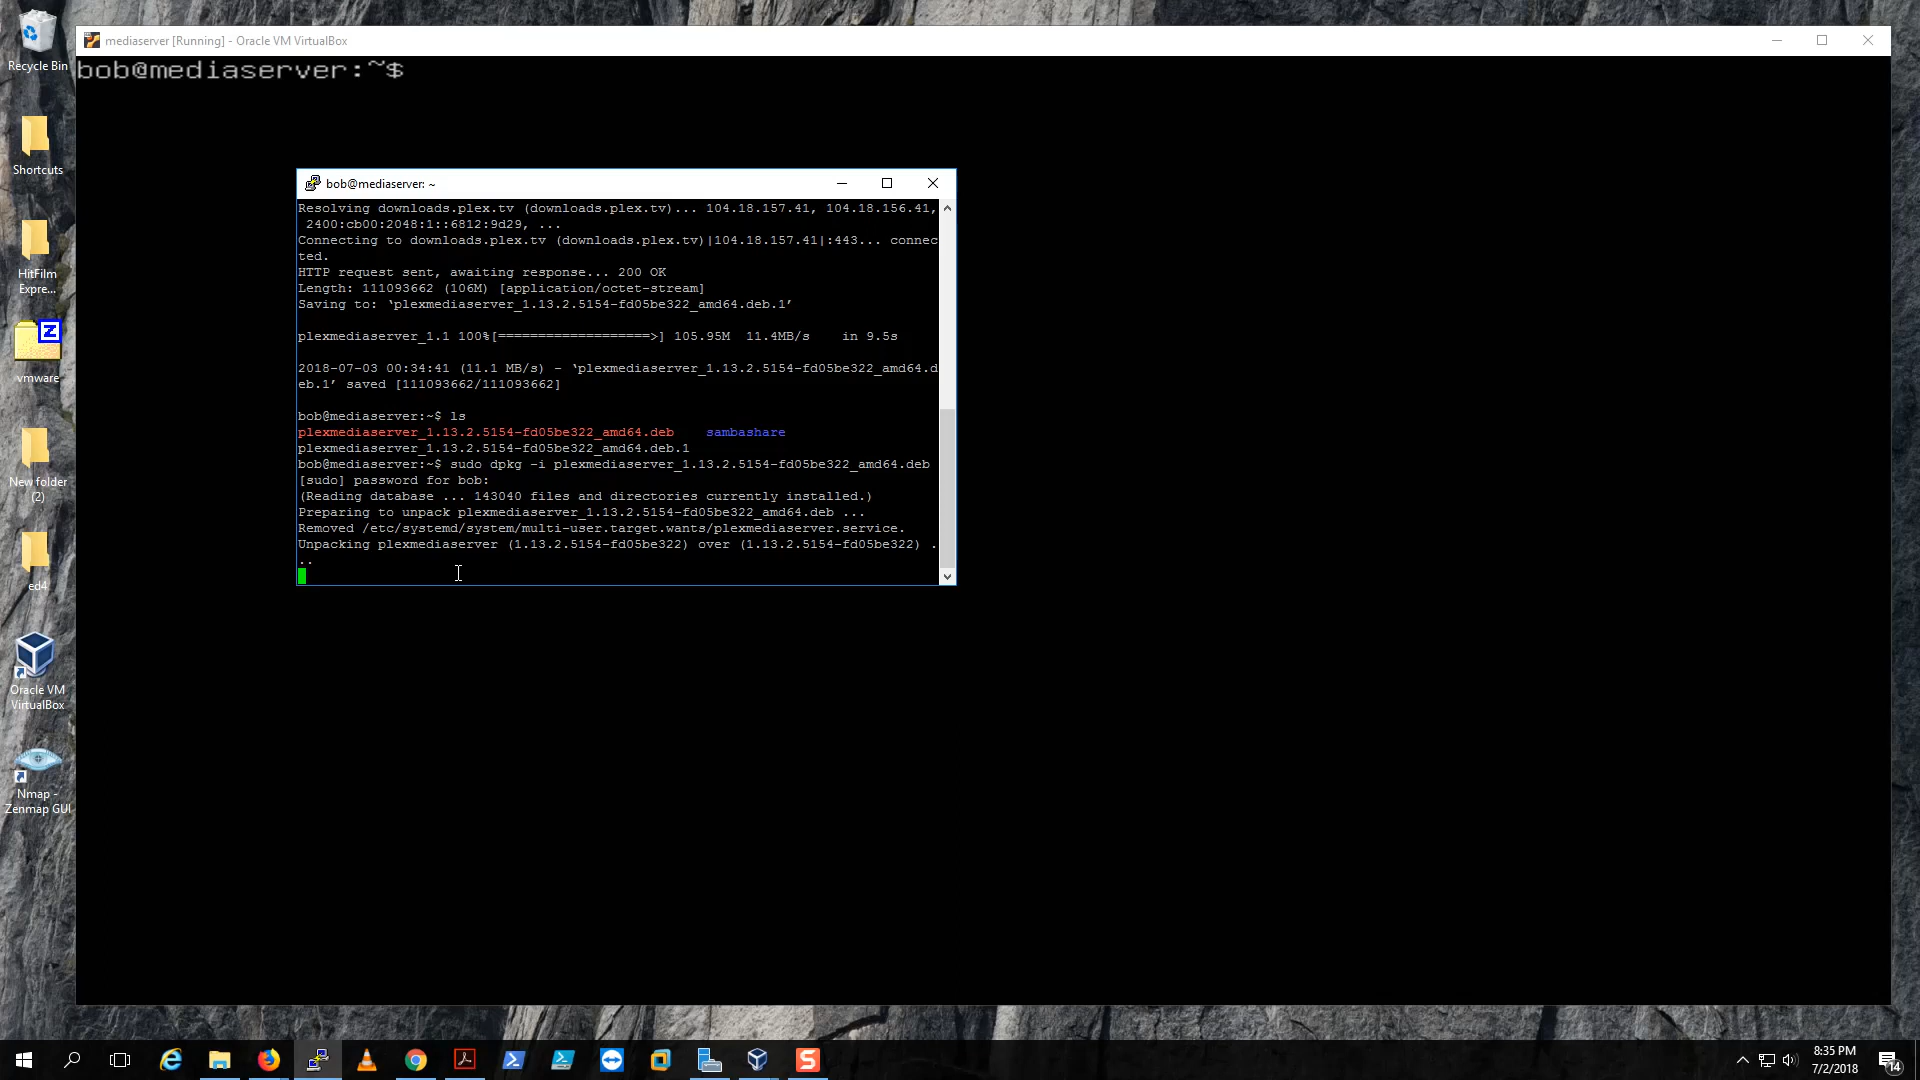 mediaserver [Running] - Oracle VM VirtualBox
bob@mediaserver:~$
Recycle Bin
Shortcuts
HitFilm
Expre...
vmware
New folder
(2)
ed4
Oracle VM
VirtualBox
Nmap -
Zenmap GUI
bob@mediaserver: ~
Resolving downloads.plex.tv (downloads.plex.tv)... 104.18.157.41, 104.18.156.41,
2400:cb00:2048:1::6812:9d29, ...
Connecting to downloads.plex.tv (downloads.plex.tv)|104.18.157.41|:443... connec
ted.
HTTP request sent, awaiting response... 200 OK
Length: 111093662 (106M) [application/octet-stream]
Saving to: ‘plexmediaserver_1.13.2.5154-fd05be322_amd64.deb.1’
plexmediaserver_1.1 100%[===================>] 105.95M 11.4MB/s in 9.5s
2018-07-03 00:34:41 (11.1 MB/s) - ‘plexmediaserver_1.13.2.5154-fd05be322_amd64.d
eb.1’ saved [111093662/111093662]
bob@mediaserver:~$ ls
plexmediaserver_1.13.2.5154-fd05be322_amd64.deb sambashare
plexmediaserver_1.13.2.5154-fd05be322_amd64.deb.1
bob@mediaserver:~$ sudo dpkg -i plexmediaserver_1.13.2.5154-fd05be322_amd64.deb
[sudo] password for bob:
(Reading database ... 143040 files and directories currently installed.)
Preparing to unpack plexmediaserver_1.13.2.5154-fd05be322_amd64.deb ...
Removed /etc/systemd/system/multi-user.target.wants/plexmediaserver.service.
Unpacking plexmediaserver (1.13.2.5154-fd05be322) over (1.13.2.5154-fd05be322) .
..
8:35 PM
7/2/2018
14